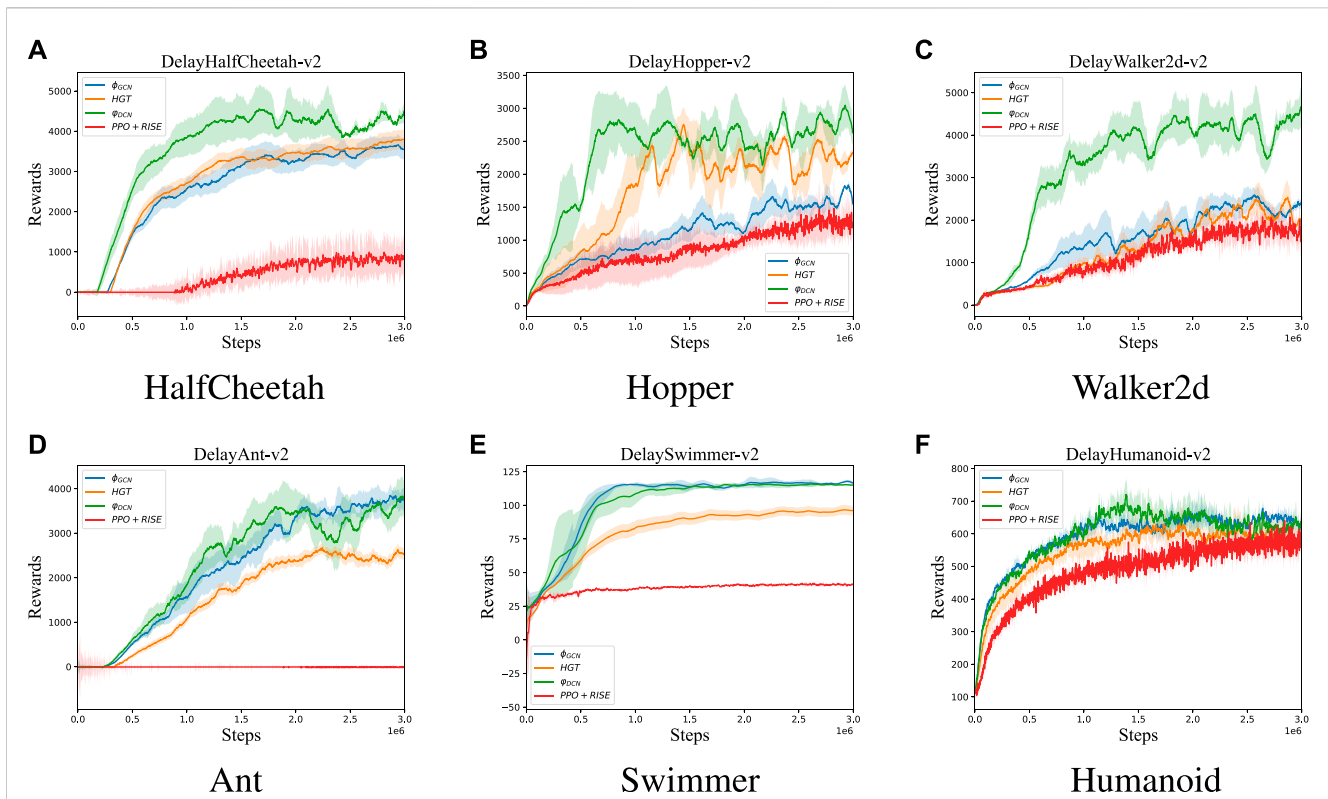 A
DelayHalfCheetah-v2
ϕGCN
HGT
φDCN
PPO + RISE
Rewards
5000
4000
3000
2000
1000
0
0.0 0.5 1.0 1.5 2.0 2.5 3.0
Steps
1e6
HalfCheetah
B
DelayHopper-v2
ϕGCN
HGT
φDCN
PPO + RISE
Rewards
3500
3000
2500
2000
1500
1000
500
0
0.0 0.5 1.0 1.5 2.0 2.5 3.0
Steps
1e6
Hopper
C
DelayWalker2d-v2
ϕGCN
HGT
φDCN
PPO + RISE
Rewards
5000
4000
3000
2000
1000
0
0.0 0.5 1.0 1.5 2.0 2.5 3.0
Steps
1e6
Walker2d
D
DelayAnt-v2
ϕGCN
HGT
φDCN
PPO + RISE
Rewards
4000
3000
2000
1000
0
0.0 0.5 1.0 1.5 2.0 2.5 3.0
Steps
1e6
Ant
E
DelaySwimmer-v2
ϕGCN
HGT
φDCN
PPO + RISE
Rewards
125
100
75
50
25
0
−25
−50
0.0 0.5 1.0 1.5 2.0 2.5 3.0
Steps
1e6
Swimmer
F
DelayHumanoid-v2
ϕGCN
HGT
φDCN
PPO + RISE
Rewards
800
700
600
500
400
300
200
100
0.0 0.5 1.0 1.5 2.0 2.5 3.0
Steps
1e6
Humanoid